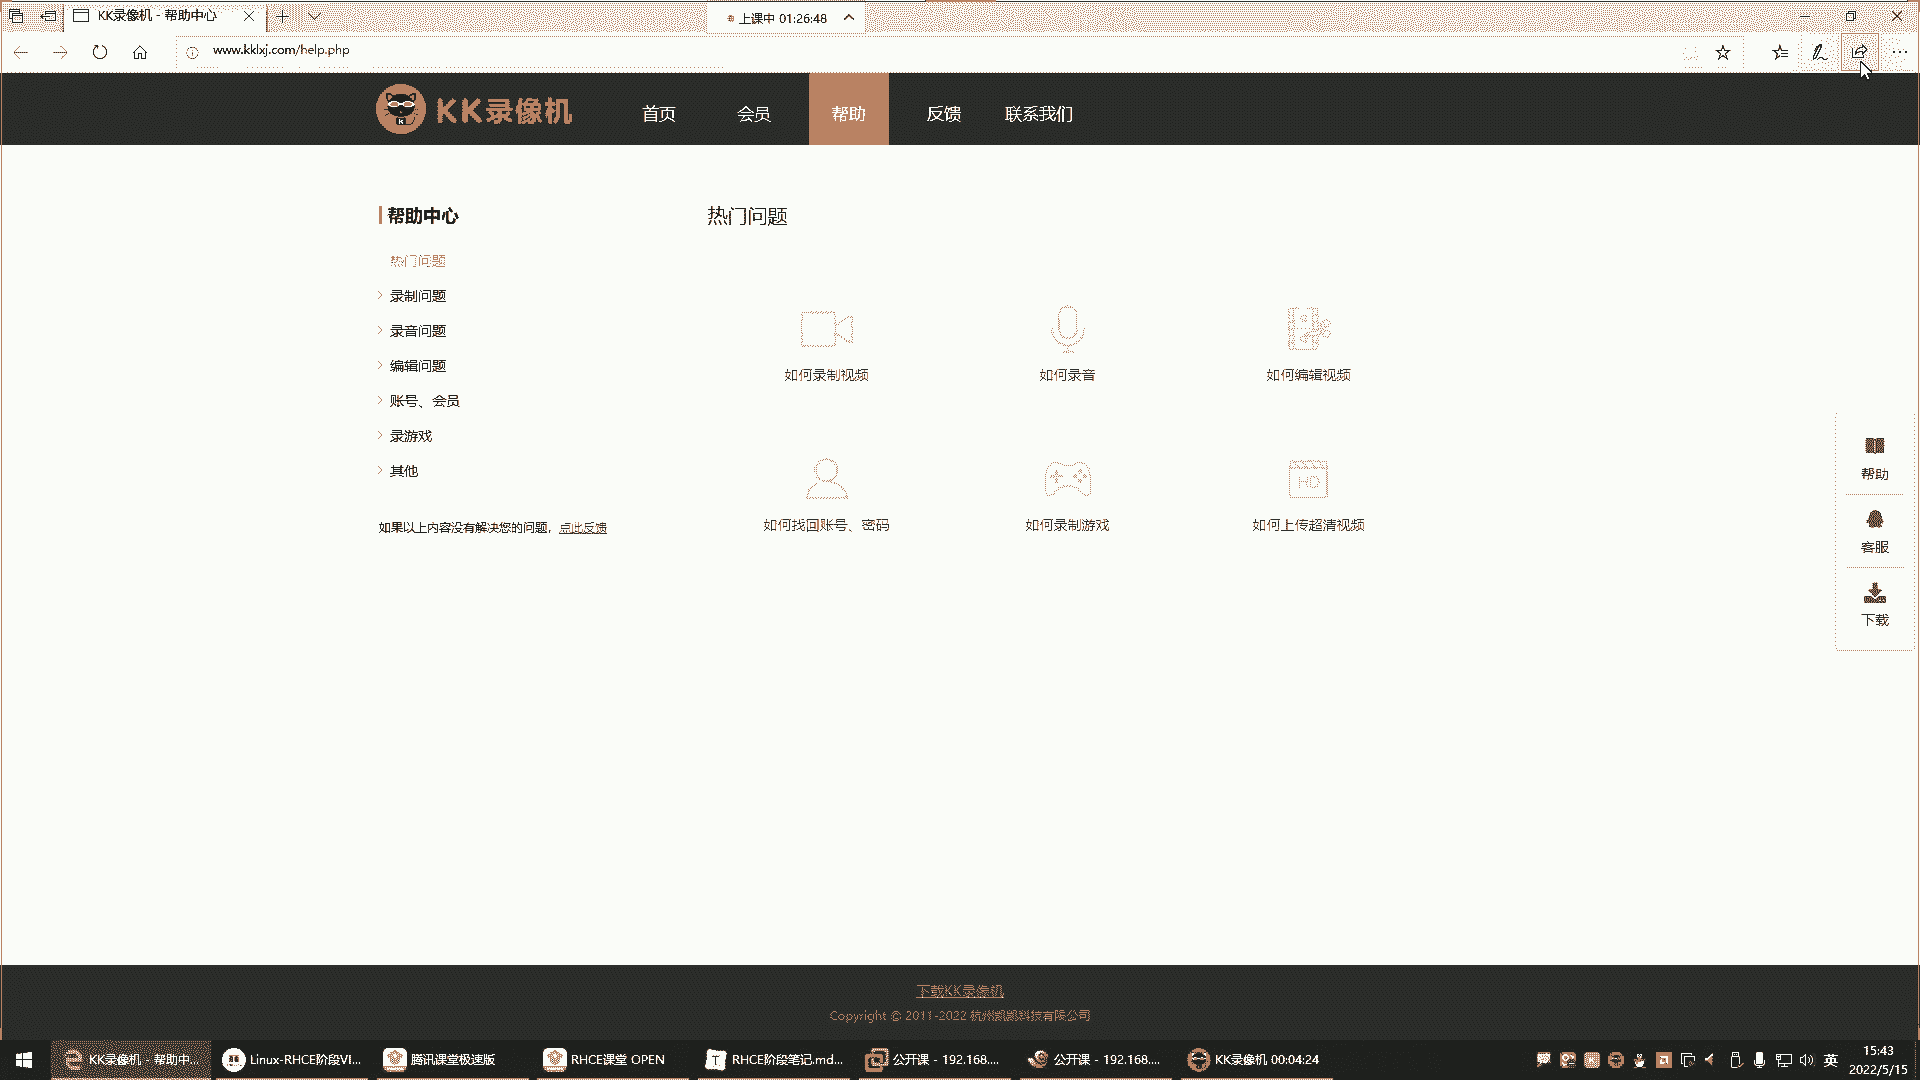 KK录像机 - 帮助中心
上课中 01:26:48
www.kklxj.com/help.php
KK录像机
首页
会员
帮助
反馈
联系我们
帮助中心
热门问题
录制问题
录音问题
编辑问题
账号、会员
录游戏
其他
如果以上内容没有解决您的问题，点此反馈
热门问题
如何录制视频
如何录音
如何编辑视频
如何找回账号、密码
如何录制游戏
HD
如何上传超清视频
帮助
客服
下载
下载KK录像机
Copyright © 2011-2022 杭州凯凯科技有限公司
KK录像机 - 帮助中...
Linux-RHCE阶段VI...
腾讯课堂极速版
RHCE课堂 OPEN
RHCE阶段笔记.md...
公开课 - 192.168....
公开课 - 192.168....
KK录像机 00:04:24
英
15:43
2022/5/15